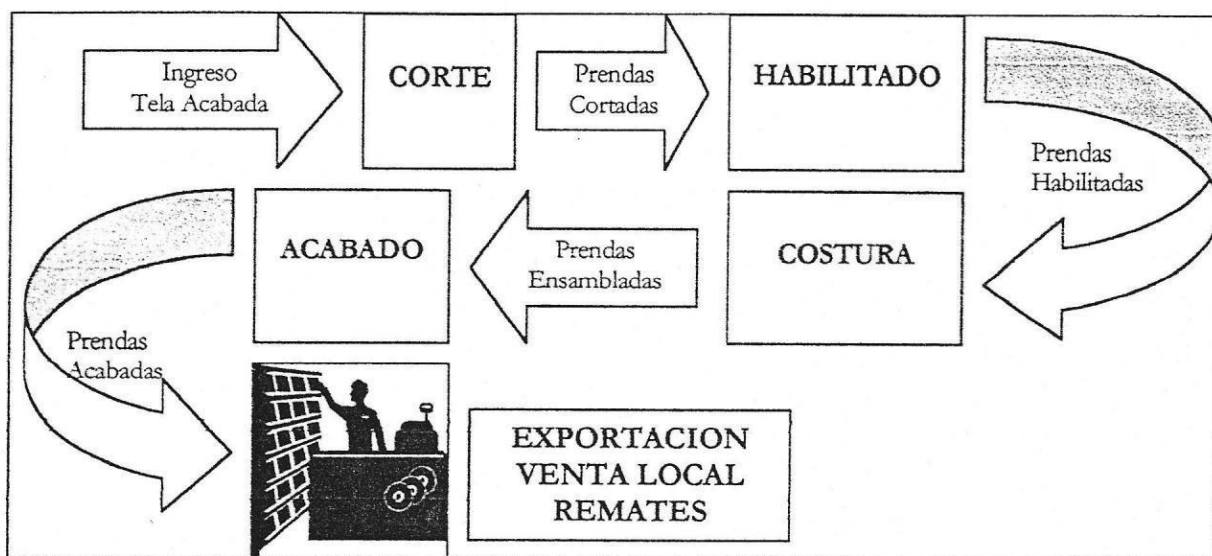 Ingreso
Tela Acabada
CORTE
Prendas
Cortadas
HABILITADO
Prendas
Habilitadas
COSTURA
Prendas
Ensambladas
ACABADO
Prendas
Acabadas
EXPORTACION
VENTA LOCAL
REMATES